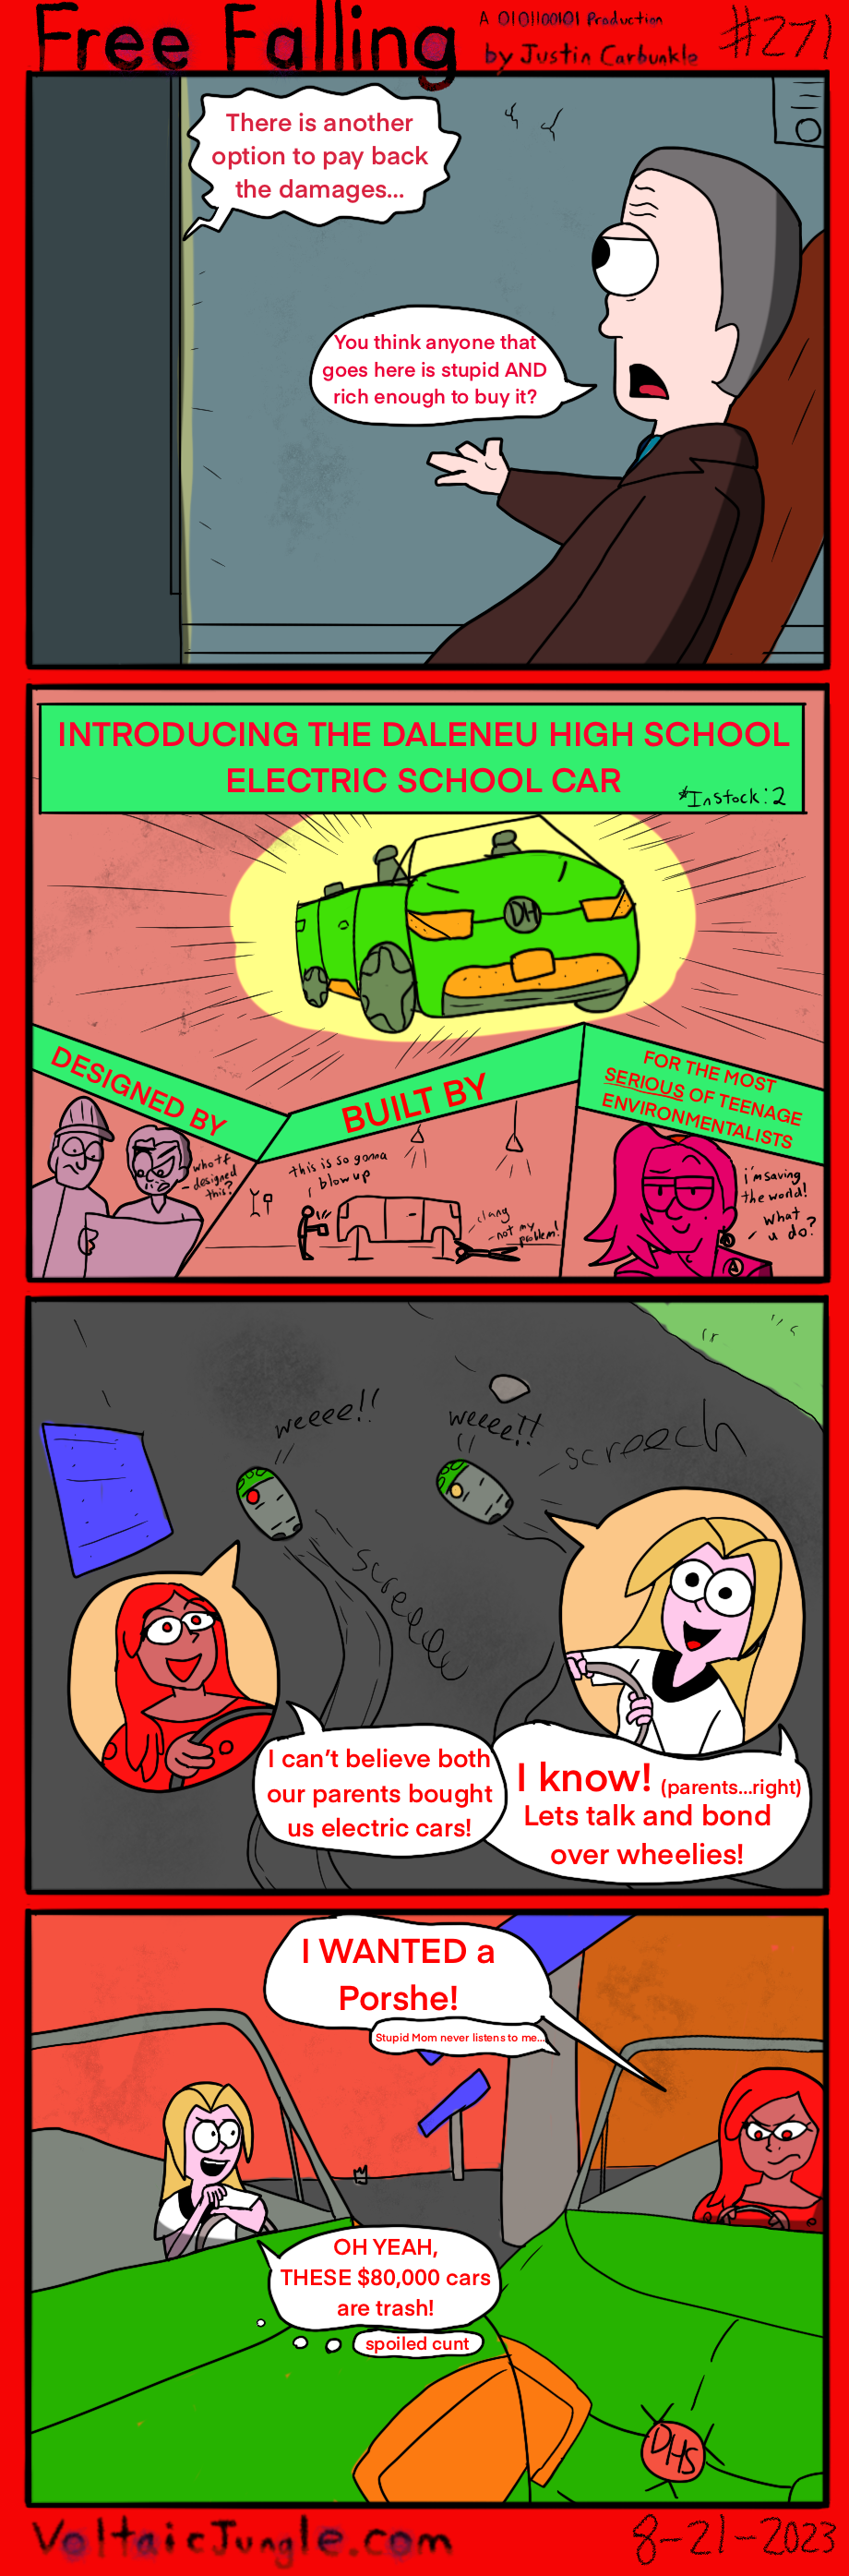 Free Falling
A 0101100101 Production
by Justin Carbunkle
#271
There is another
option to pay back
the damages...
You think anyone that
goes here is stupid AND
rich enough to buy it?
INTRODUCING THE DALENEU HIGH SCHOOL
ELECTRIC SCHOOL CAR
*In stock: 2
DH
DESIGNED BY
BUILT BY
FOR THE MOST
SERIOUS OF TEENAGE
ENVIRONMENTALISTS
who tf
designed
this?
this is so gonna
blow up
clang
not my
problem!
i'm saving
the world!
what
u do?
weeee!!
weeee!!
screech
I can't believe both
our parents bought
us electric cars!
I know! (parents...right)
Lets talk and bond
over wheelies!
I WANTED a
Porshe!
Stupid Mom never listens to me...
OH YEAH,
THESE $80,000 cars
are trash!
spoiled cunt
DHS
VoltaicJungle.com
8-21-2023